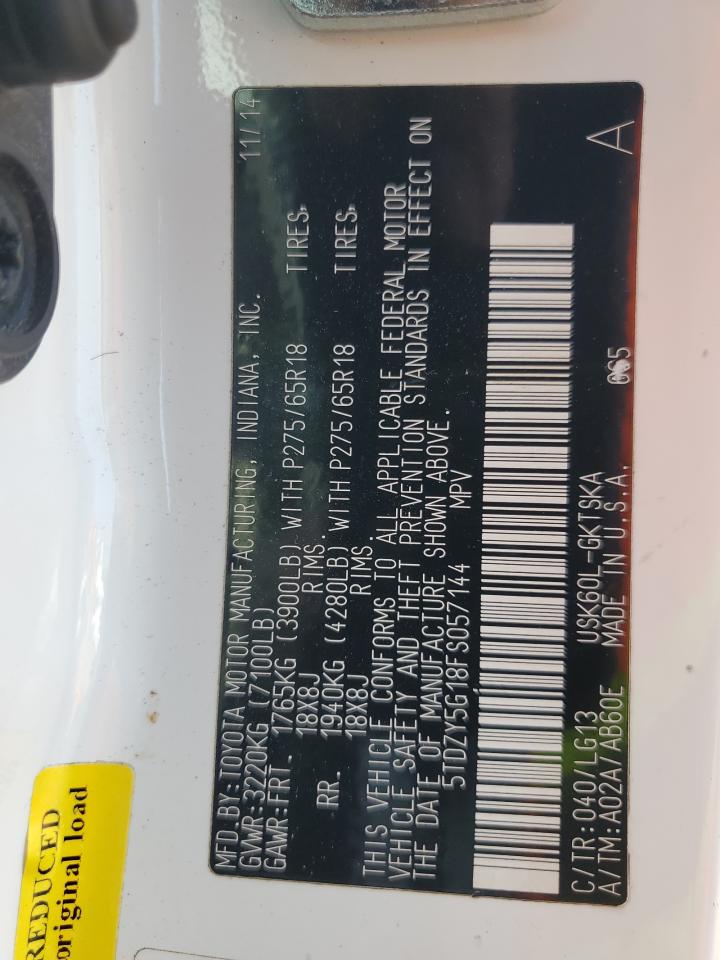 MFD.BY:TOYOTA MOTOR MANUFACTURING, INDIANA, INC. 11/14
GVWR:3220KG (7100LB)
GAWR:FRT. 1765KG (3900LB) WITH P275/65R18 TIRES,
18X8J RIMS.
RR. 1940KG (4280LB) WITH P275/65R18 TIRES,
18X8J RIMS.
THIS VEHICLE CONFORMS TO ALL APPLICABLE FEDERAL MOTOR
VEHICLE SAFETY AND THEFT PREVENTION STANDARDS IN EFFECT ON
THE DATE OF MANUFACTURE SHOWN ABOVE.
5TDZY5G18FS057144 MPV
C/TR:040/LG13 USK60L-GKTSKA A
A/TM:A02A/AB60E MADE IN U.S.A.
REDUCED
original load